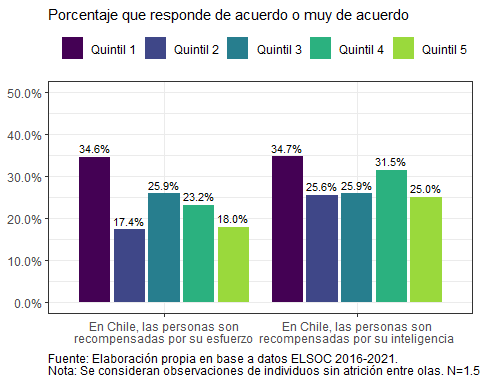 Porcentaje que responde de acuerdo o muy de acuerdo
Quintil 1 Quintil 2 Quintil 3 Quintil 4 Quintil 5
50.0%
40.0%
30.0%
20.0%
10.0%
0.0%
34.6% 17.4% 25.9% 23.2% 18.0%
34.7% 25.6% 25.9% 31.5% 25.0%
En Chile, las personas son
recompensadas por su esfuerzo
En Chile, las personas son
recompensadas por su inteligencia
Fuente: Elaboración propia en base a datos ELSOC 2016-2021.
Nota: Se consideran observaciones de individuos sin atrición entre olas. N=1.5